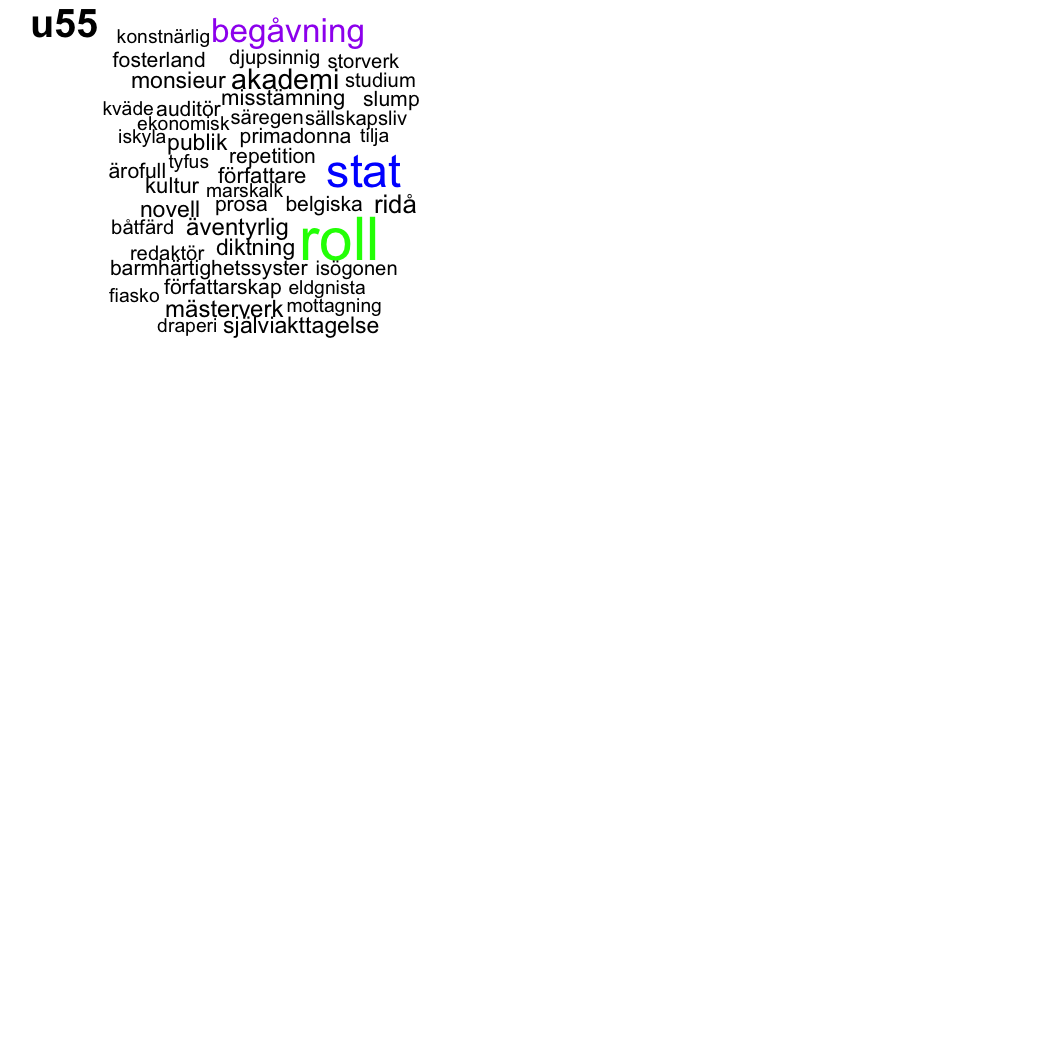 u55
konstnärlig begåvning
fosterland djupsinnig storverk
monsieur akademi studium
misstämning slump
kväde auditör säregen sällskapsliv
ekonomisk
iskyla publik primadonna tilja
tyfus repetition
ärofull författare stat
kultur marskalk
novell prosa belgiska ridå
båtfärd äventyrlig roll
redaktör diktning
barmhärtighetssyster isögonen
fiasko författarskap eldgnista
mästerverk mottagning
draperi själviakttagelse